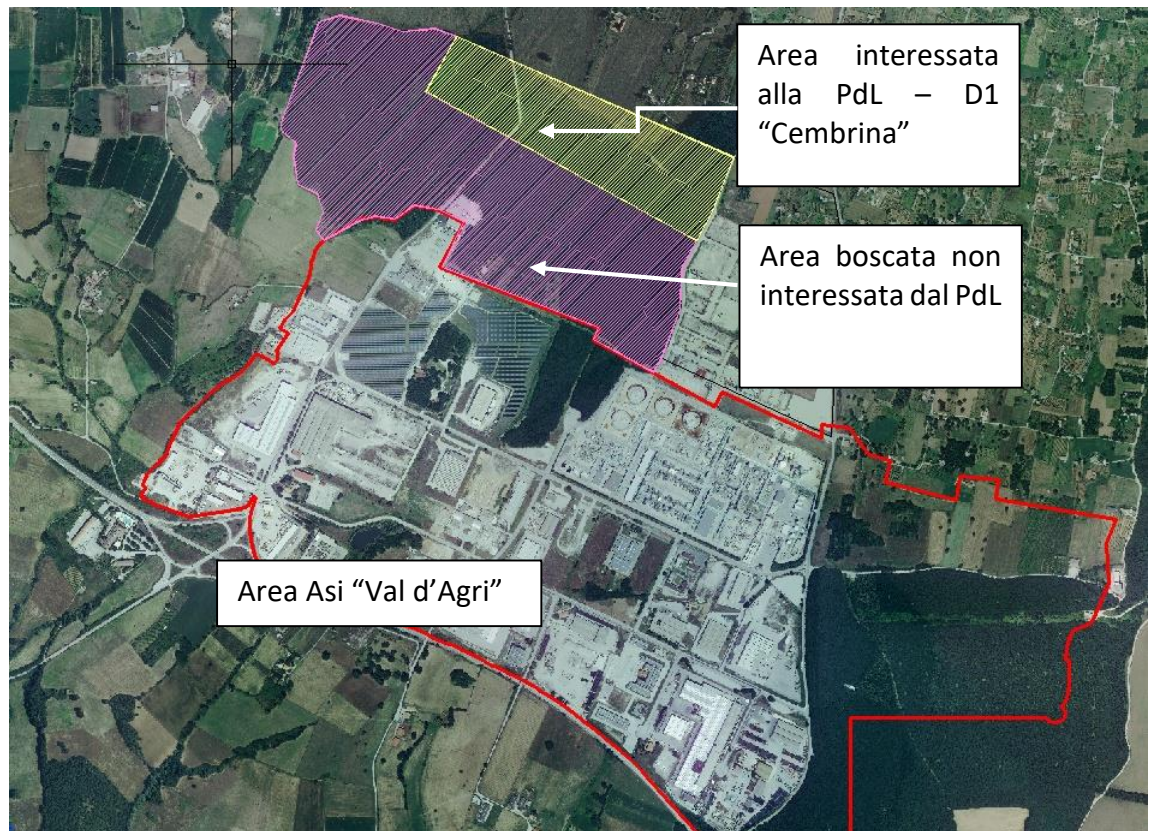 Area interessata
alla PdL – D1
“Cembrina”
Area boscata non
interessata dal PdL
Area Asi “Val d’Agri”